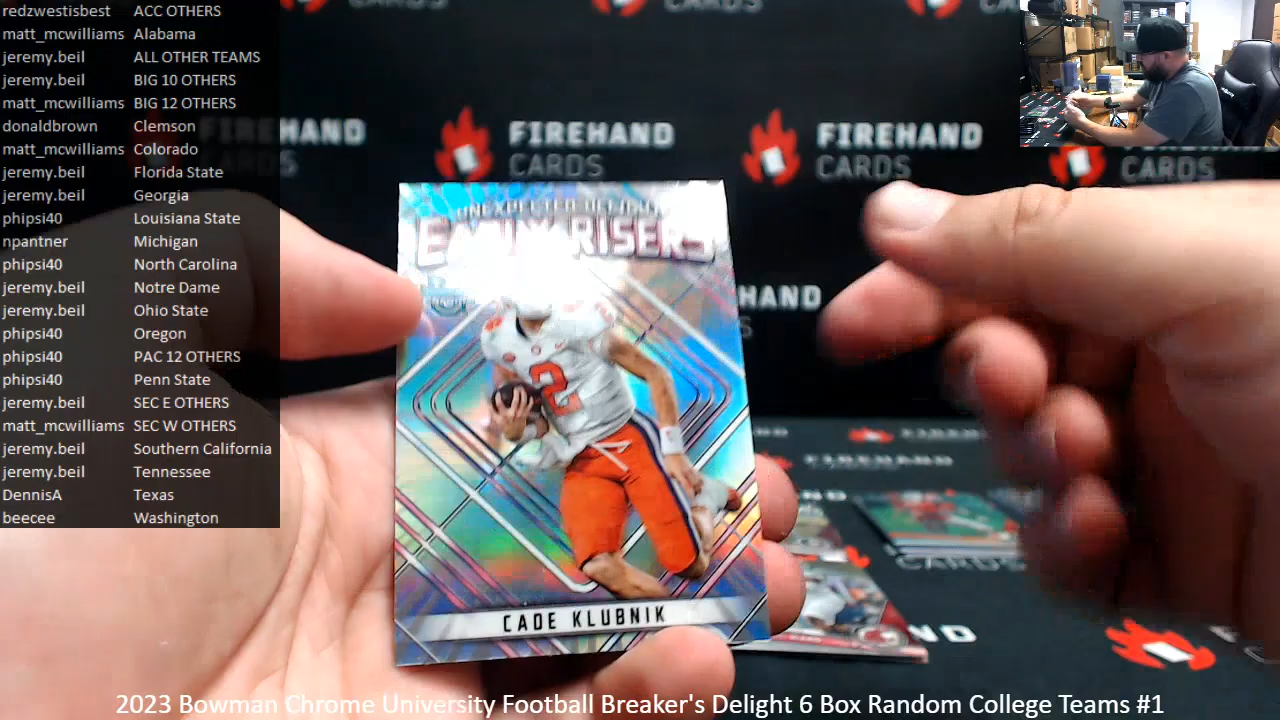 redzwestisbest ACC OTHERS
matt_mcwilliams Alabama
jeremy.beil ALL OTHER TEAMS
jeremy.beil BIG 10 OTHERS
matt_mcwilliams BIG 12 OTHERS
donaldbrown Clemson
matt_mcwilliams Colorado
jeremy.beil Florida State
jeremy.beil Georgia
phipsi40 Louisiana State
npantner Michigan
phipsi40 North Carolina
jeremy.beil Notre Dame
jeremy.beil Ohio State
phipsi40 Oregon
phipsi40 PAC 12 OTHERS
phipsi40 Penn State
jeremy.beil SEC E OTHERS
matt_mcwilliams SEC W OTHERS
jeremy.beil Southern California
jeremy.beil Tennessee
DennisA Texas
beecee Washington
CARDS
FIREHAND
CARDS
FIREHAND
CARDS
CARDS
HAND
RISERS
2
CADE KLUBNIK
CARDS
2023 Bowman Chrome University Football Breaker's Delight 6 Box Random College Teams #1